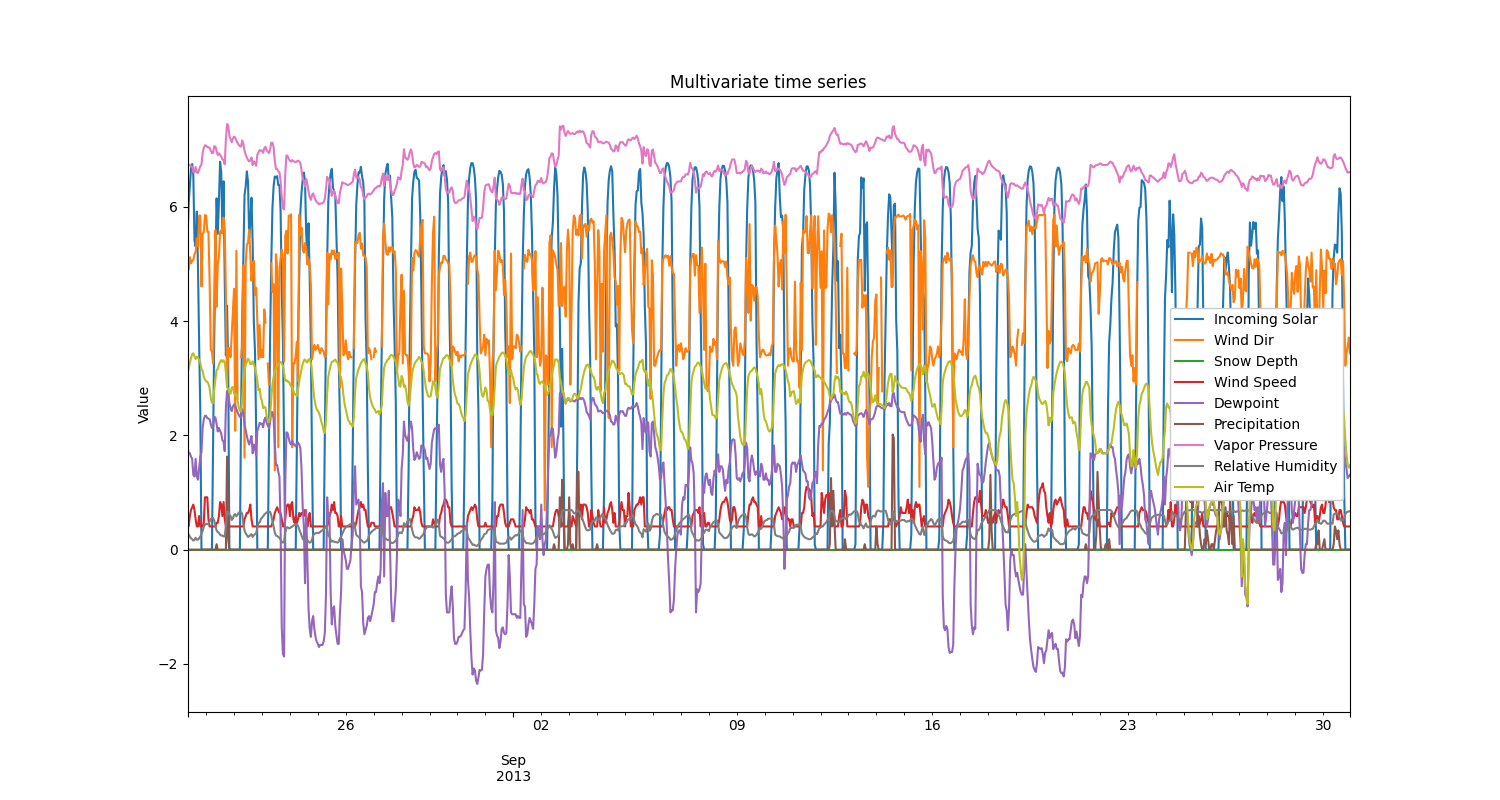 Multivariate time series
Value
6
4
2
0
−2
Incoming Solar
Wind Dir
Snow Depth
Wind Speed
Dewpoint
Precipitation
Vapor Pressure
Relative Humidity
Air Temp
26 02 09 16 23 30
Sep
2013